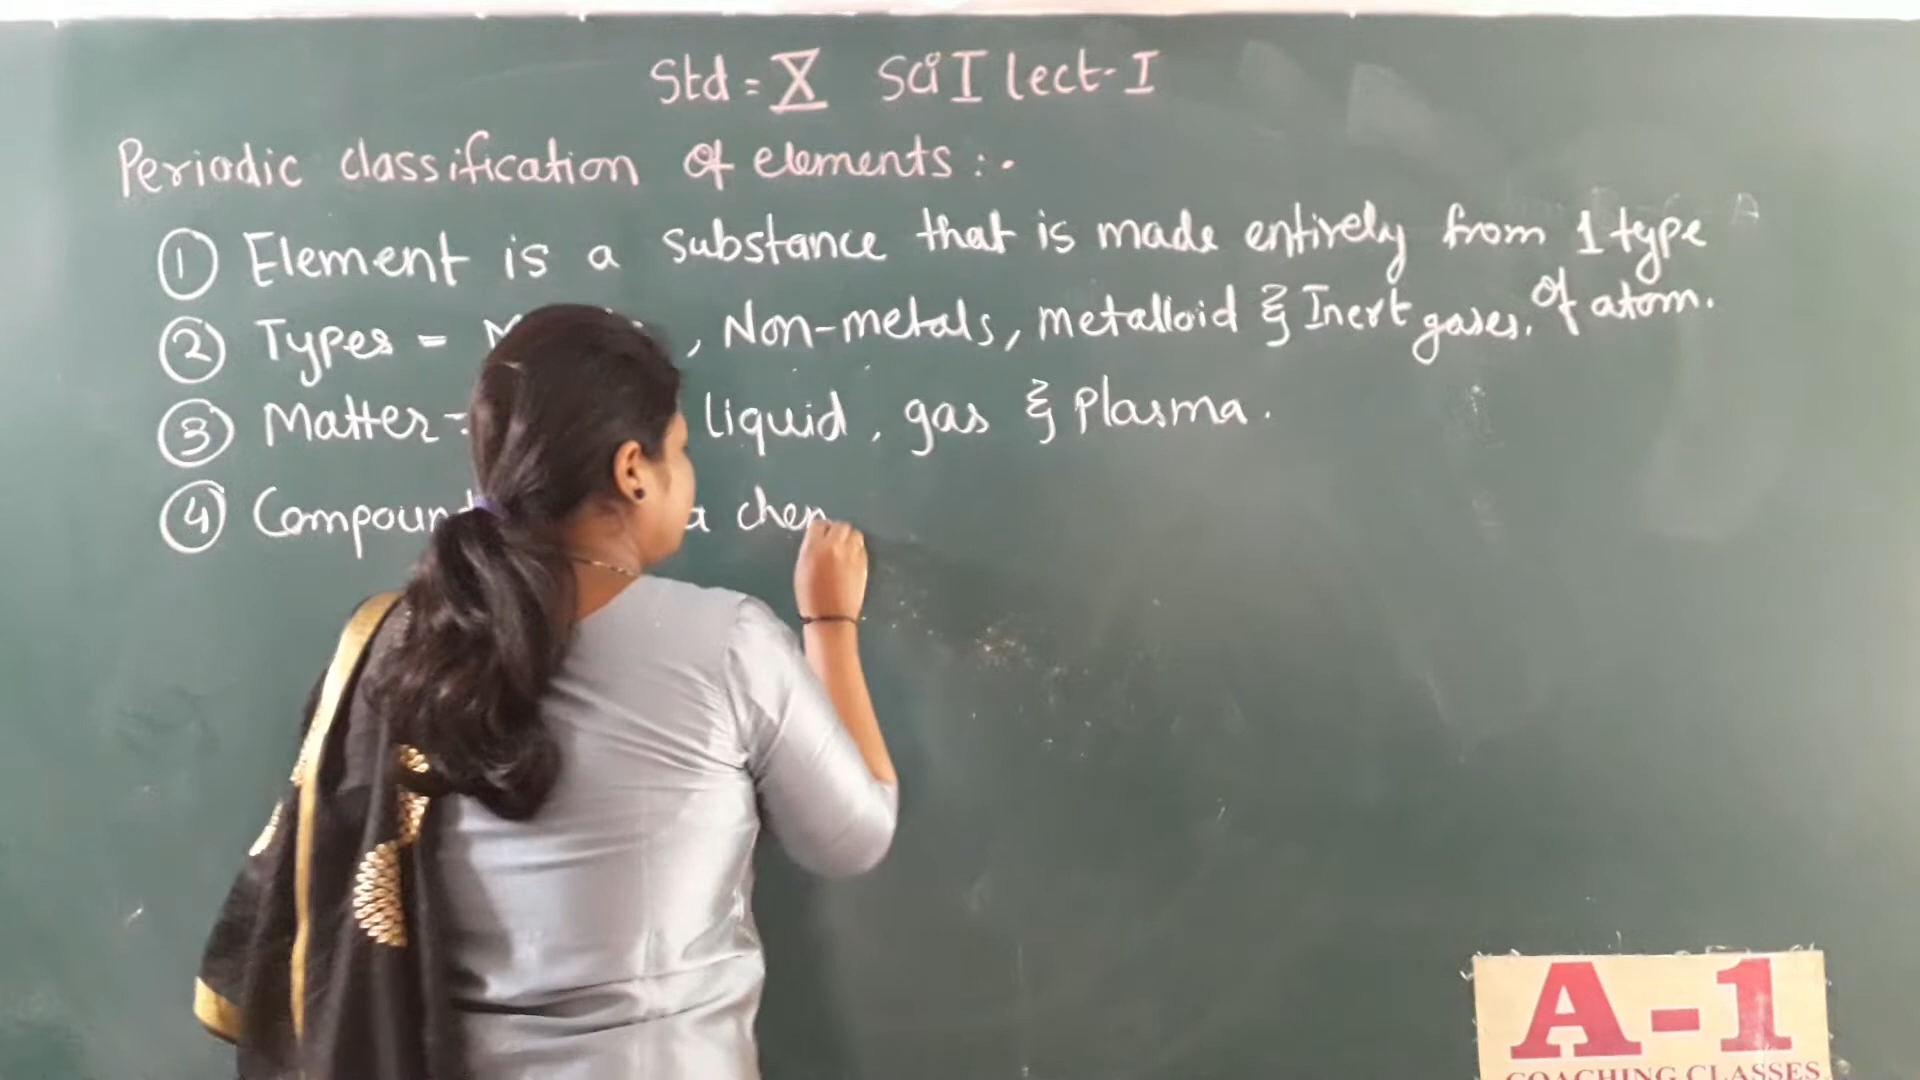 Std = X Sci I lect-I
Periodic classification of elements :-
① Element is a substance that is made entirely from 1 type
of atom.
② Types = , Non-metals, metalloid & Inert gases.
③ Matter = liquid, gas & Plasma.
④ Compound a chem
A-1
COACHING CLASSES